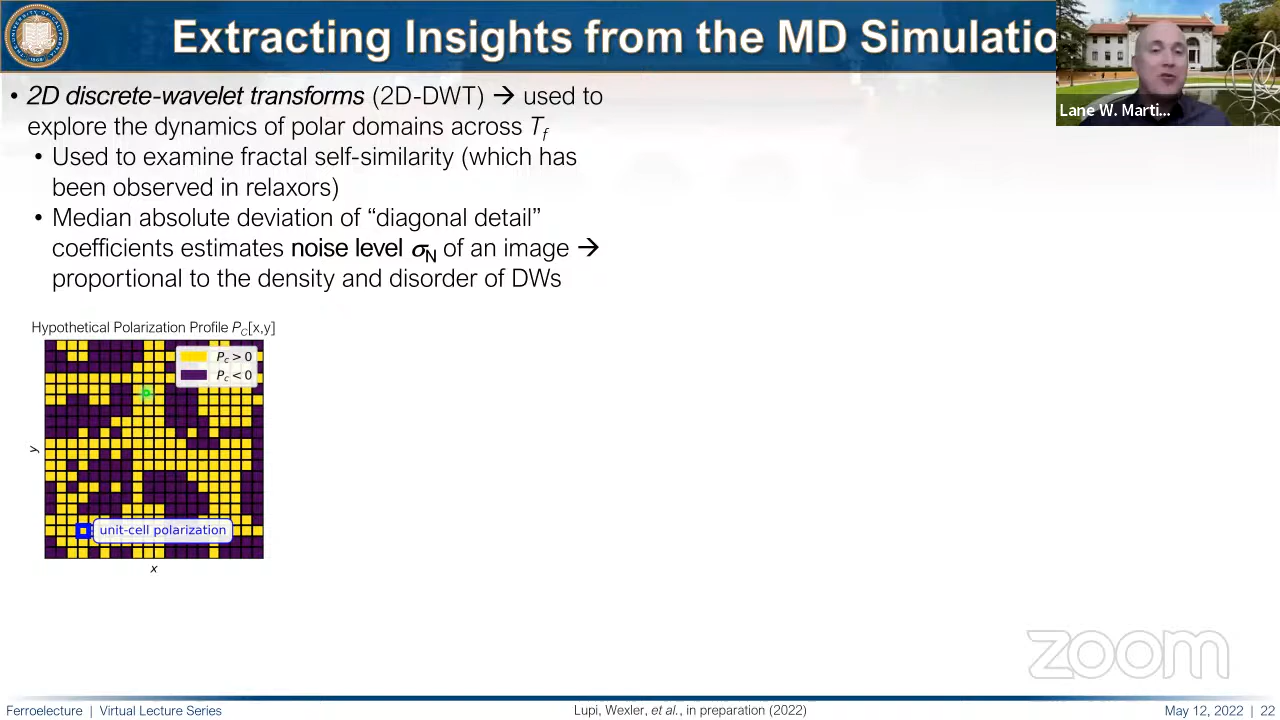 Extracting Insights from the MD Simulatio
Lane W. Marti...
• 2D discrete-wavelet transforms (2D-DWT) → used to
explore the dynamics of polar domains across Tf
• Used to examine fractal self-similarity (which has
been observed in relaxors)
• Median absolute deviation of “diagonal detail”
coefficients estimates noise level σN of an image →
proportional to the density and disorder of DWs
Hypothetical Polarization Profile PC[x,y]
Pc > 0
Pc < 0
y
unit-cell polarization
x
zoom
Ferroelecture | Virtual Lecture Series
Lupi, Wexler, et al., in preparation (2022)
May 12, 2022 | 22